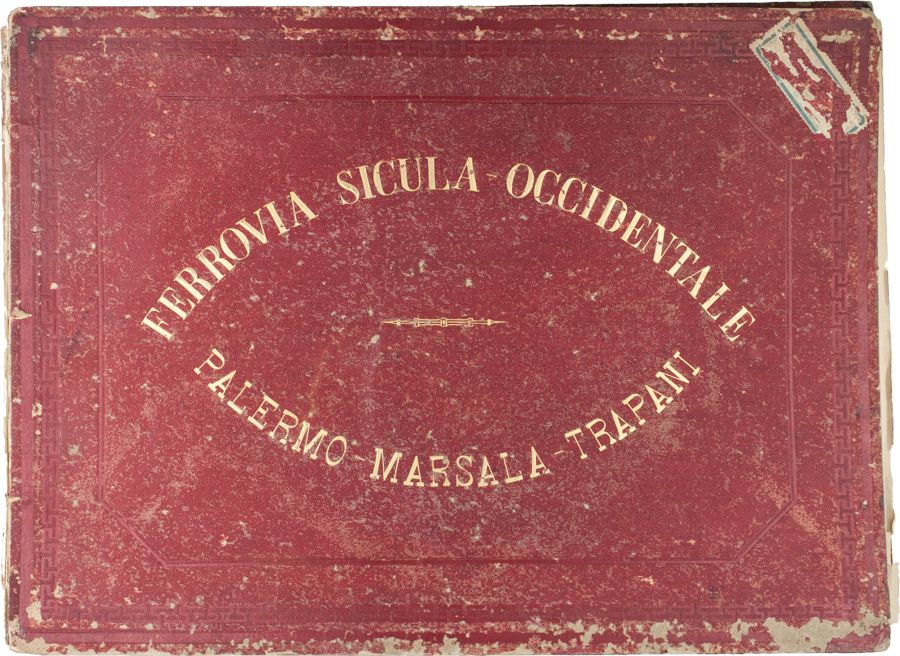 FERROVIA SICULA-OCCIDENTALE
PALERMO-MARSALA-TRAPANI